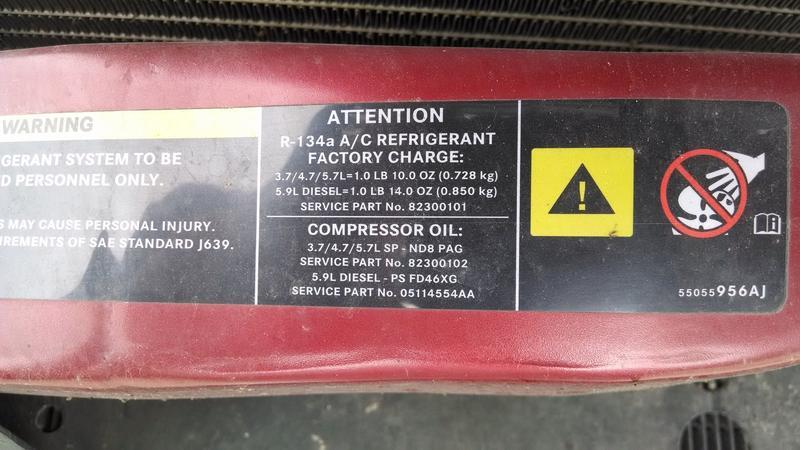 WARNING
GERANT SYSTEM TO BE
D PERSONNEL ONLY.
S MAY CAUSE PERSONAL INJURY.
IREMENTS OF SAE STANDARD J639.
ATTENTION
R-134a A/C REFRIGERANT
FACTORY CHARGE:
3.7/4.7/5.7L=1.0 LB 10.0 OZ (0.728 kg)
5.9L DIESEL=1.0 LB 14.0 OZ (0.850 kg)
SERVICE PART No. 82300101
COMPRESSOR OIL:
3.7/4.7/5.7L SP - ND8 PAG
SERVICE PART No. 82300102
5.9L DIESEL - PS FD46XG
SERVICE PART No. 05114554AA
!
i
55055956AJ